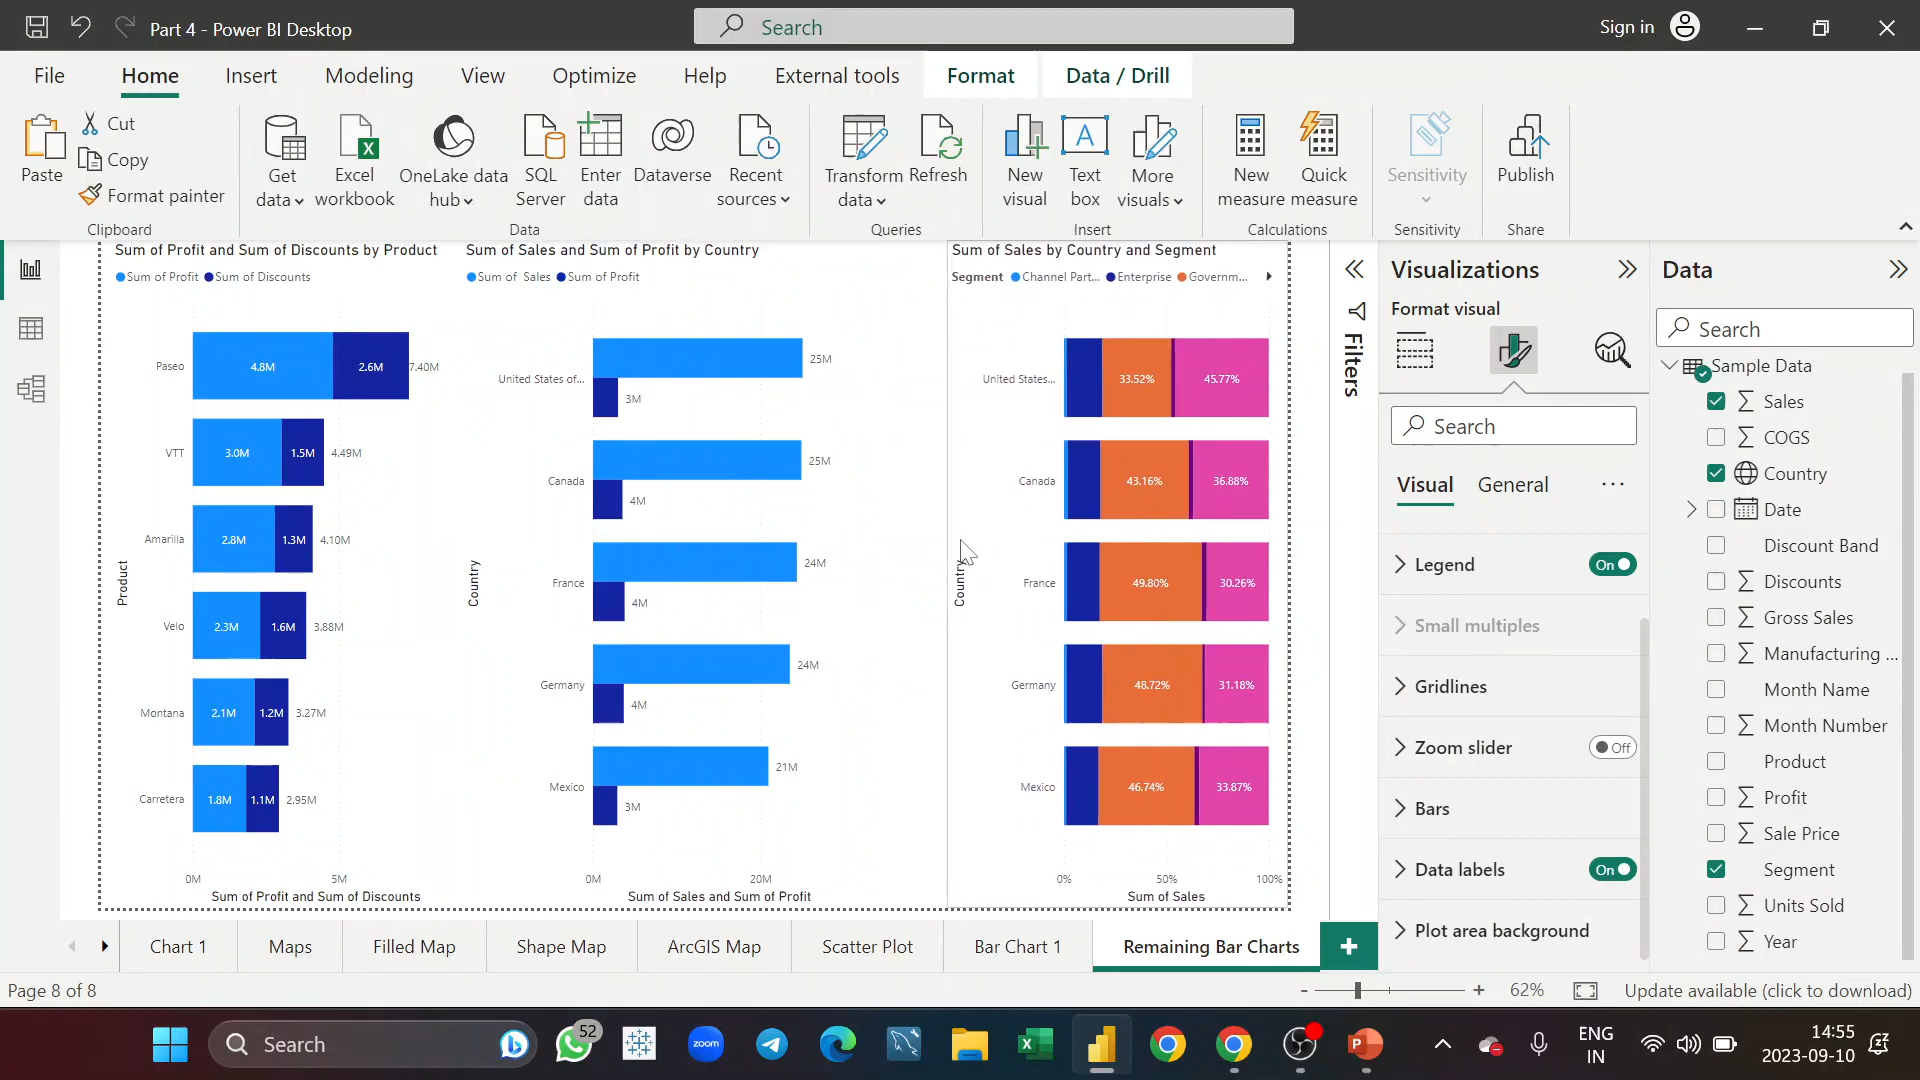 Part 4 - Power BI Desktop
Search
Sign in
File Home Insert Modeling View Optimize Help External tools Format Data / Drill
Paste
Cut
Copy
Format painter
Clipboard
Get data
Excel workbook
OneLake data hub
SQL Server
Enter data
Dataverse
Recent sources
Data
Transform data
Refresh
Queries
New visual
Text box
More visuals
Insert
New measure
Quick measure
Calculations
Sensitivity
Sensitivity
Publish
Share
Sum of Profit and Sum of Discounts by Product
Sum of Profit Sum of Discounts
Product
Paseo 4.8M 2.6M 7.40M
VTT 3.0M 1.5M 4.49M
Amarilla 2.8M 1.3M 4.10M
Velo 2.3M 1.6M 3.88M
Montana 2.1M 1.2M 3.27M
Carretera 1.8M 1.1M 2.95M
0M 5M
Sum of Profit and Sum of Discounts
Sum of Sales and Sum of Profit by Country
Sum of Sales Sum of Profit
Country
United States of... 25M
3M
Canada 25M
4M
France 24M
4M
Germany 24M
4M
Mexico 21M
3M
0M 20M
Sum of Sales and Sum of Profit
Sum of Sales by Country and Segment
Segment Channel Part... Enterprise Governm...
Country
United States... 33.52% 45.77%
Canada 43.16% 36.88%
France 49.80% 30.26%
Germany 48.72% 31.18%
Mexico 46.74% 33.87%
0% 50% 100%
Sum of Sales
Filters
Visualizations
Format visual
Search
Visual General ...
Legend On
Small multiples
Gridlines
Zoom slider Off
Bars
Data labels On
Plot area background
Data
Search
Sample Data
Sales
COGS
Country
Date
Discount Band
Discounts
Gross Sales
Manufacturing ...
Month Name
Month Number
Product
Profit
Sale Price
Segment
Units Sold
Year
Chart 1 Maps Filled Map Shape Map ArcGIS Map Scatter Plot Bar Chart 1 Remaining Bar Charts +
Page 8 of 8
- + 62%
Update available (click to download)
Search
52
zoom
ENG
IN
14:55
2023-09-10